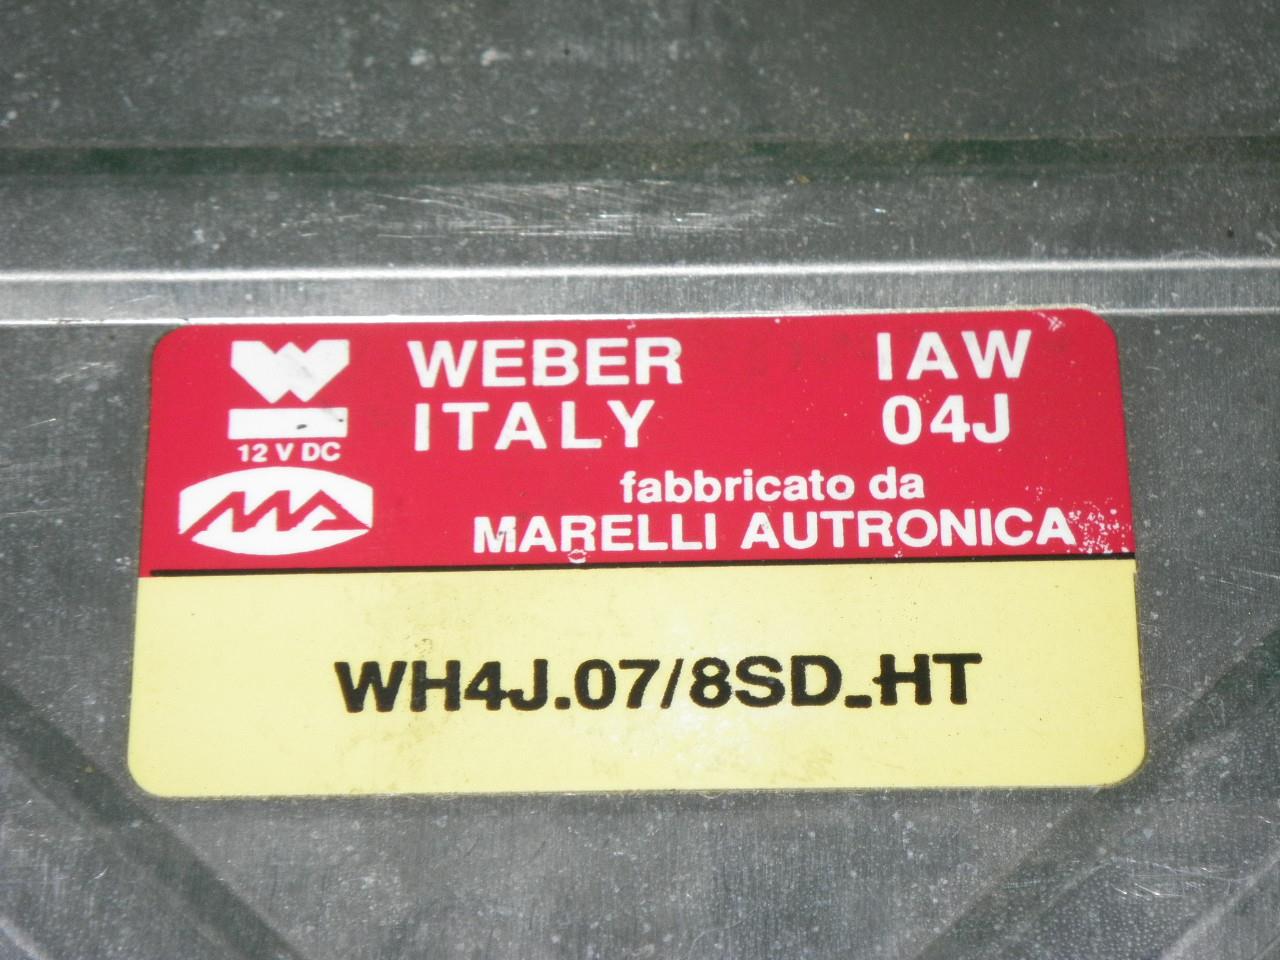 WEBER IAW
ITALY 04J
12 V DC
fabbricato da
MARELLI AUTRONICA
WH4J.07/8SD_HT